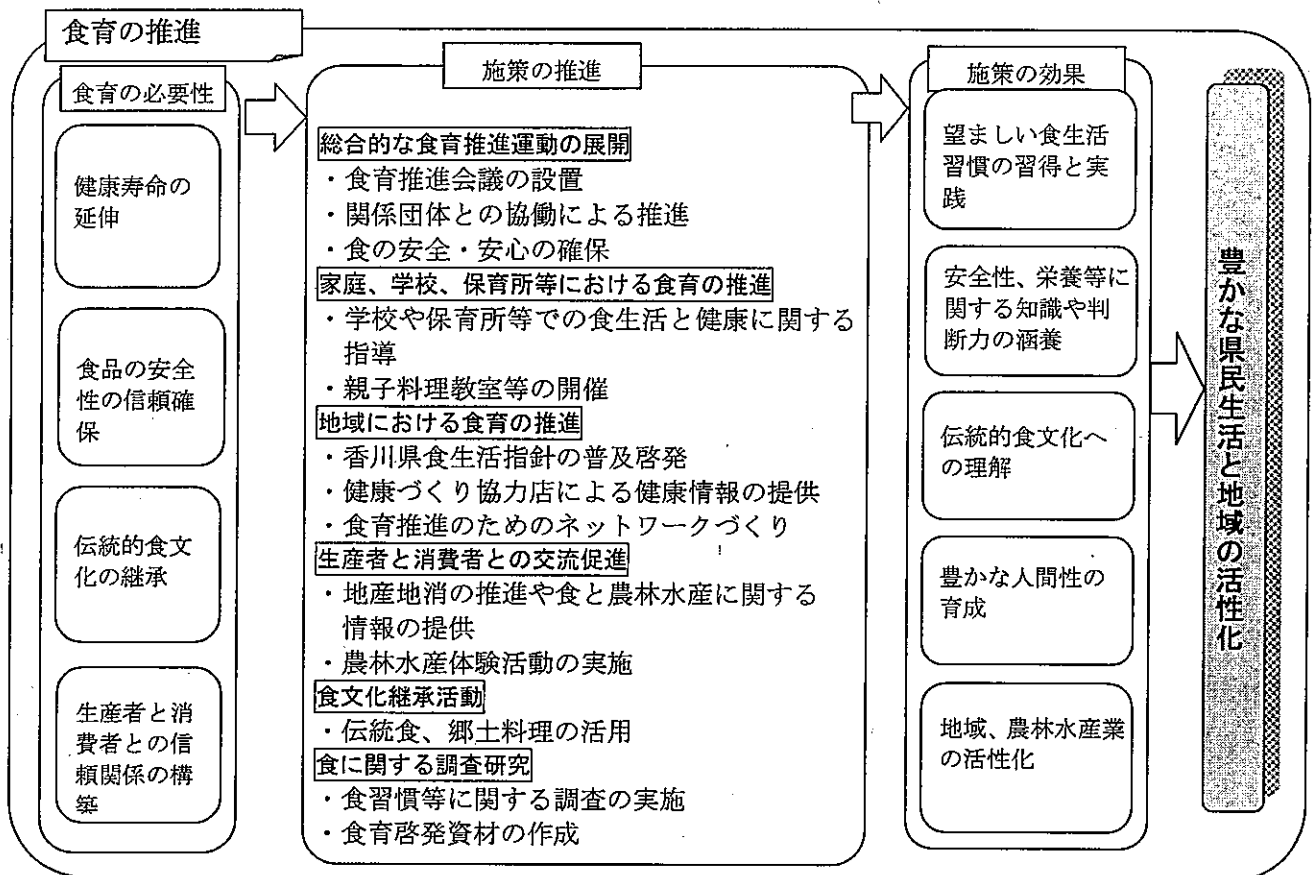 食育の推進
食育の必要性
健康寿命の
延伸
食品の安全
性の信頼確
保
伝統的食文
化の継承
生産者と消
費者との信
頼関係の構
築
施策の推進
総合的な食育推進運動の展開
・食育推進会議の設置
・関係団体との協働による推進
・食の安全・安心の確保
家庭、学校、保育所等における食育の推進
・学校や保育所等での食生活と健康に関する
指導
・親子料理教室等の開催
地域における食育の推進
・香川県食生活指針の普及啓発
・健康づくり協力店による健康情報の提供
・食育推進のためのネットワークづくり
生産者と消費者との交流促進
・地産地消の推進や食と農林水産に関する
情報の提供
・農林水産体験活動の実施
食文化継承活動
・伝統食、郷土料理の活用
食に関する調査研究
・食習慣等に関する調査の実施
・食育啓発資材の作成
施策の効果
望ましい食生活
習慣の習得と実
践
安全性、栄養等に
関する知識や判
断力の涵養
伝統的食文化へ
の理解
豊かな人間性の
育成
地域、農林水産業
の活性化
豊かな県民生活と地域の活性化